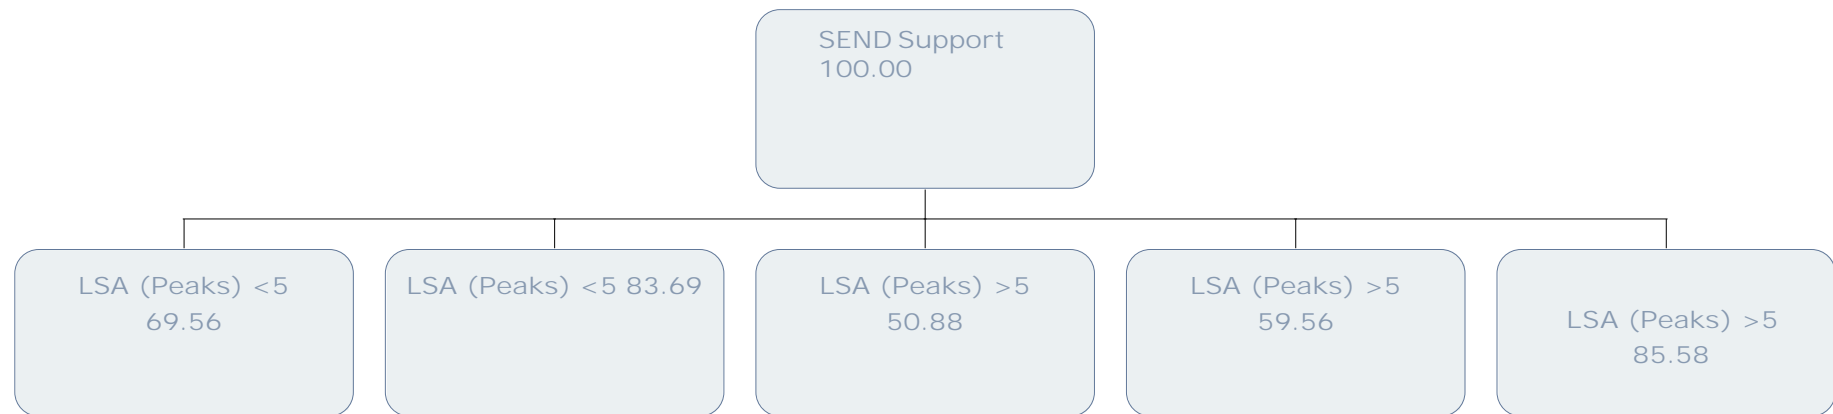 SEND Support
100.00
LSA (Peaks) <5
69.56
LSA (Peaks) <5 83.69
LSA (Peaks) >5
50.88
LSA (Peaks) >5
59.56
LSA (Peaks) >5
85.58